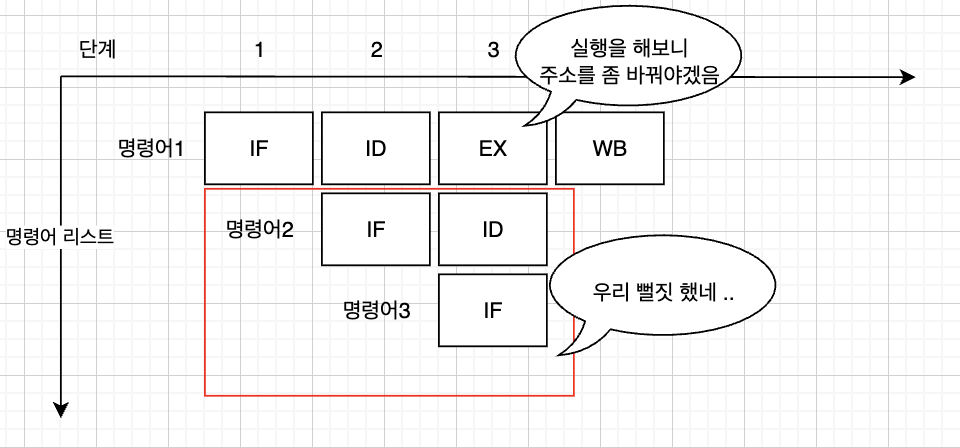 단계 1 2 3
실행을 해보니
주소를 좀 바꿔야겠음
명령어1 IF ID EX WB
명령어2 IF ID
명령어 리스트
우리 뻘짓 했네 ..
명령어3 IF